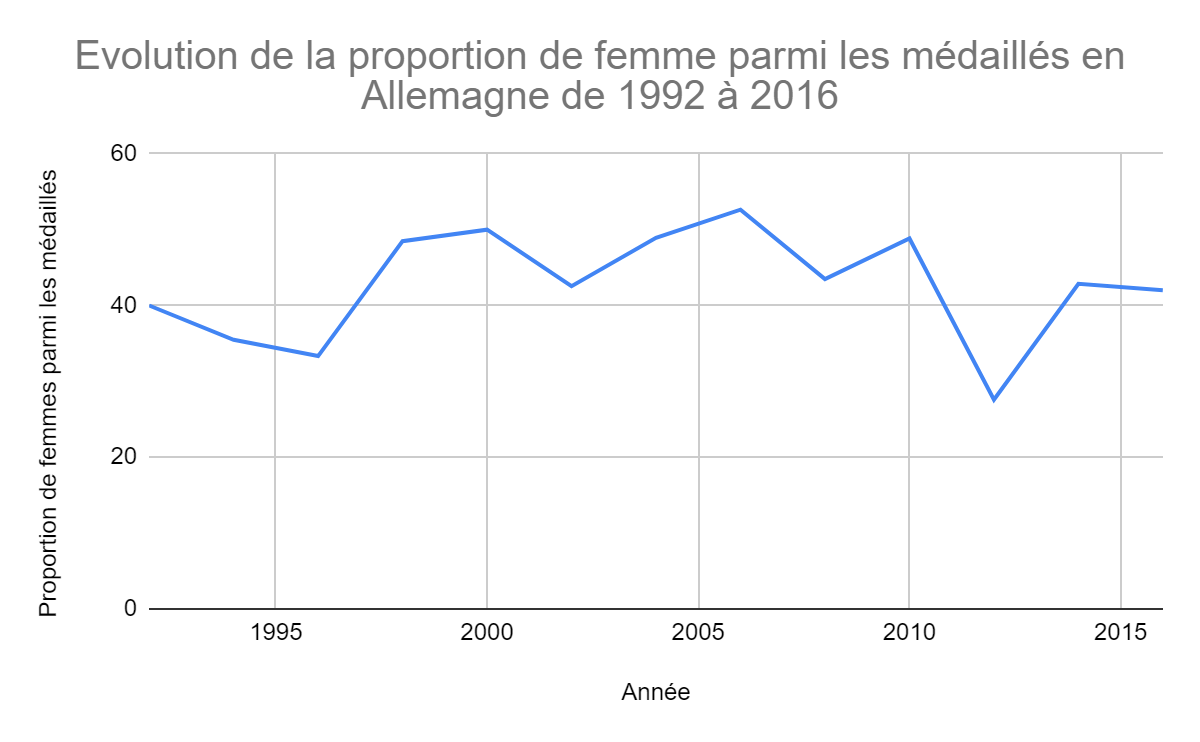 Evolution de la proportion de femme parmi les médaillés en
Allemagne de 1992 à 2016
Proportion de femmes parmi les médaillés
60
40
20
0
1995 2000 2005 2010 2015
Année